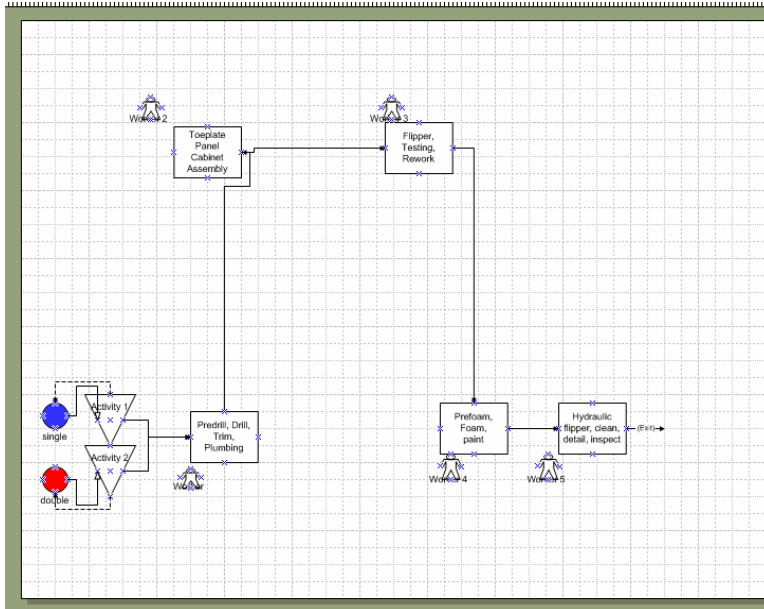 Worker 2
Toeplate
Panel
Cabinet
Assembly
Worker 3
Flipper,
Testing,
Rework
Activity 1
single
Activity 2
double
Predrill, Drill,
Trim,
Plumbing
Worker
Prefoam,
Foam,
paint
Worker 4
Hydraulic
flipper, clean,
detail, inspect
Worker 5
(Exit)